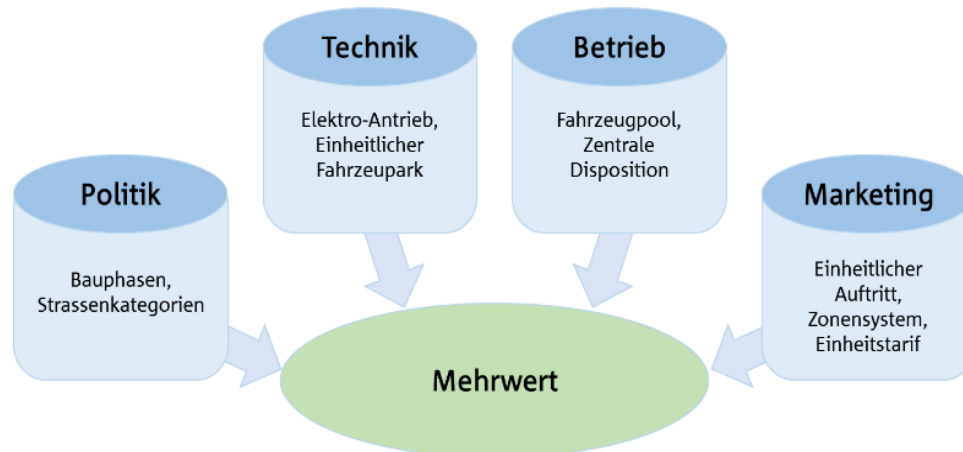 Politik
Bauphasen,
Strassenkategorien
Technik
Elektro-Antrieb,
Einheitlicher
Fahrzeupark
Betrieb
Fahrzeugpool,
Zentrale
Disposition
Marketing
Einheitlicher
Auftritt,
Zonensystem,
Einheitstarif
Mehrwert